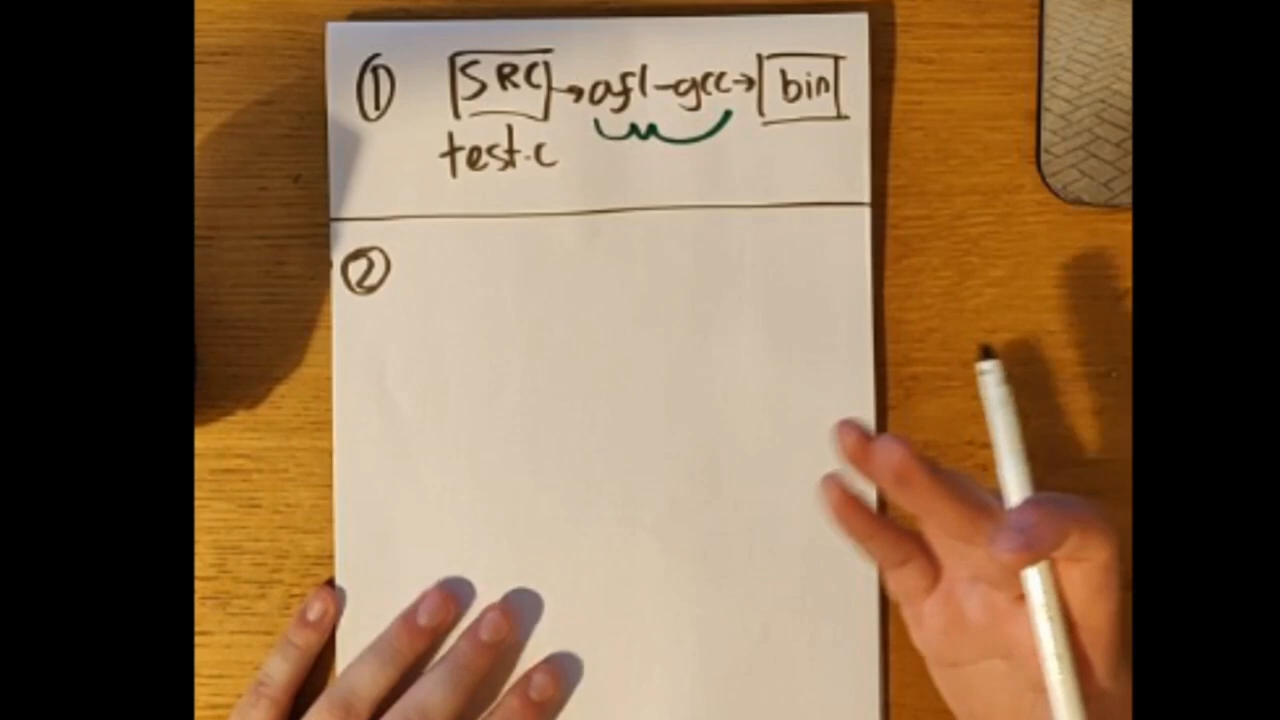 ① SRC → afl-gcc → bin
test.c
②